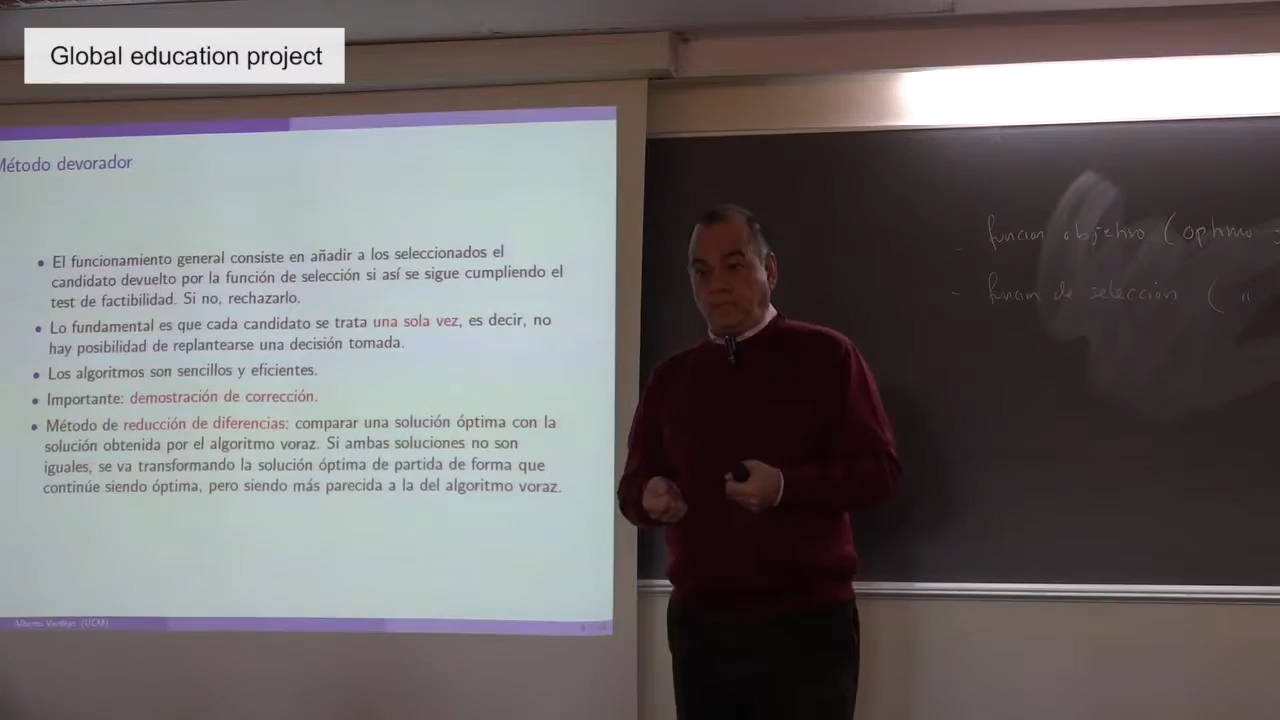 Global education project
Método devorador
• El funcionamiento general consiste en añadir a los seleccionados el
candidato devuelto por la función de selección si así se sigue cumpliendo el
test de factibilidad. Si no, rechazarlo.
• Lo fundamental es que cada candidato se trata una sola vez, es decir, no
hay posibilidad de replantearse una decisión tomada.
• Los algoritmos son sencillos y eficientes.
• Importante: demostración de corrección.
• Método de reducción de diferencias: comparar una solución óptima con la
solución obtenida por el algoritmo voraz. Si ambas soluciones no son
iguales, se va transformando la solución óptima de partida de forma que
continúe siendo óptima, pero siendo más parecida a la del algoritmo voraz.
Alberto Verdejo (UCM)
- función objetivo (
- función de selección ( "